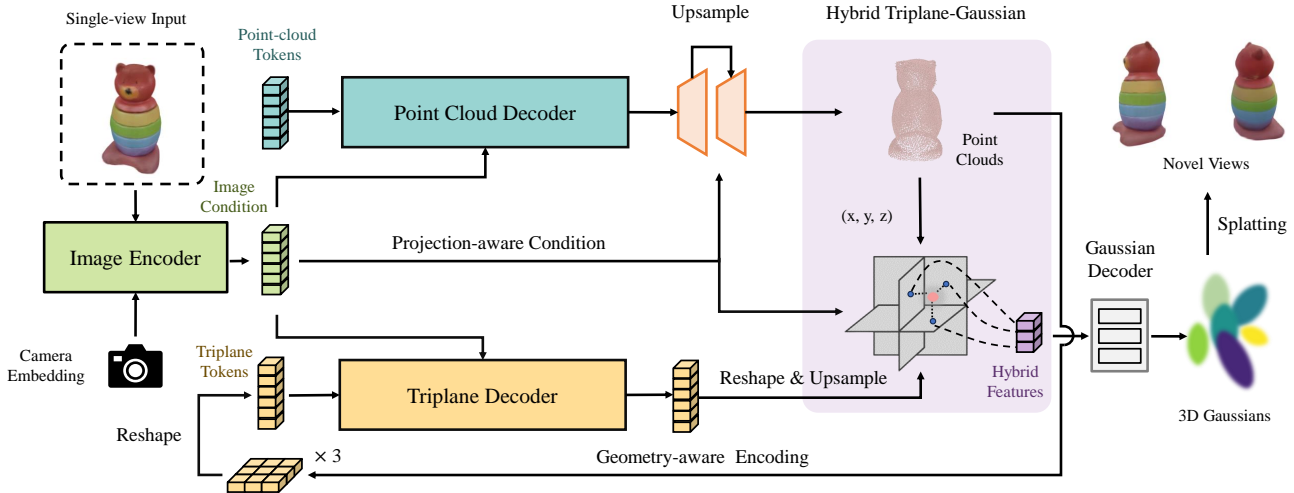 Single-view Input
Point-cloud
Tokens
Upsample
Hybrid Triplane-Gaussian
Point Cloud Decoder
Point
Clouds
Novel Views
Image
Condition
(x, y, z)
Image Encoder
Projection-aware Condition
Gaussian
Decoder
Splatting
Camera
Embedding
Triplane
Tokens
Triplane Decoder
Reshape & Upsample
Hybrid
Features
3D Gaussians
Reshape
× 3
Geometry-aware Encoding